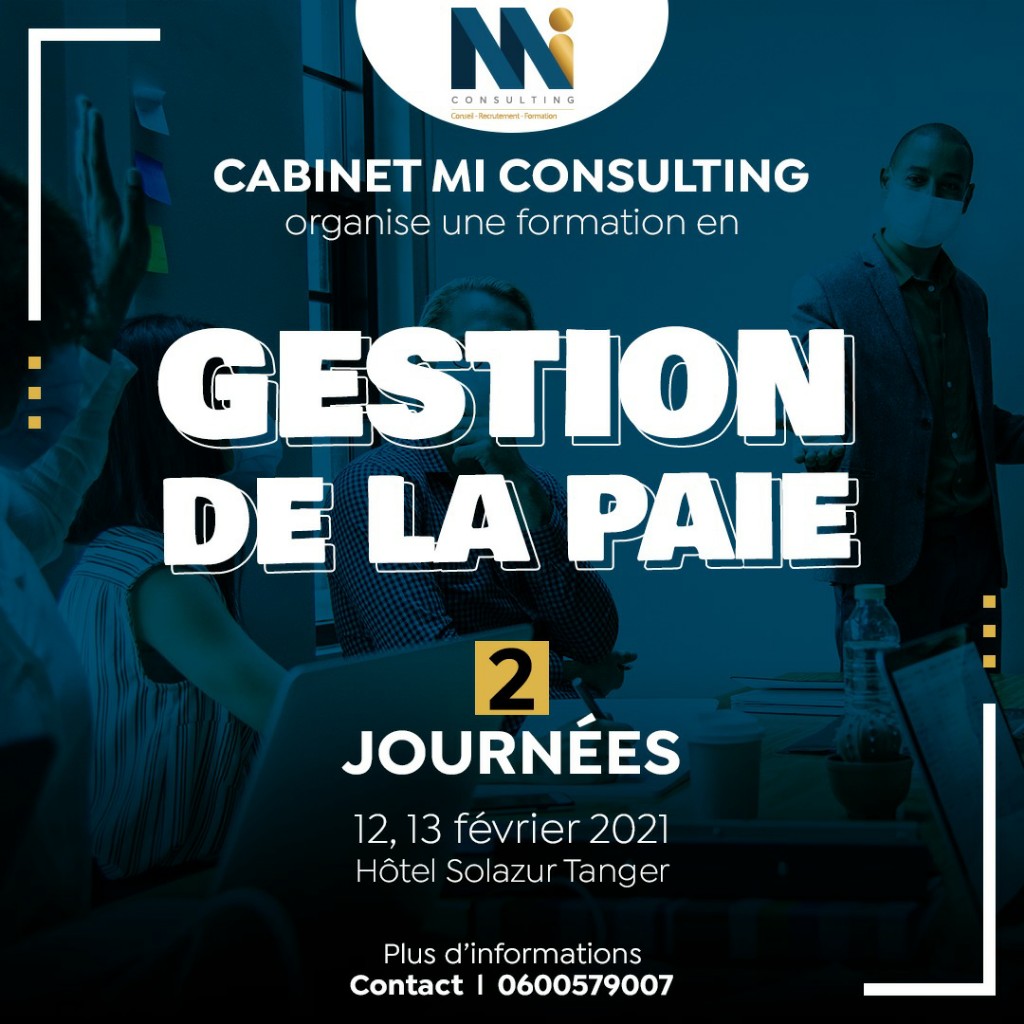 Mi
CONSULTING
Conseil - Recrutement - Formation
CABINET MI CONSULTING
organise une formation en
GESTION
DE LA PAIE
2
JOURNÉES
12, 13 février 2021
Hôtel Solazur Tanger
Plus d'informations
Contact | 0600579007